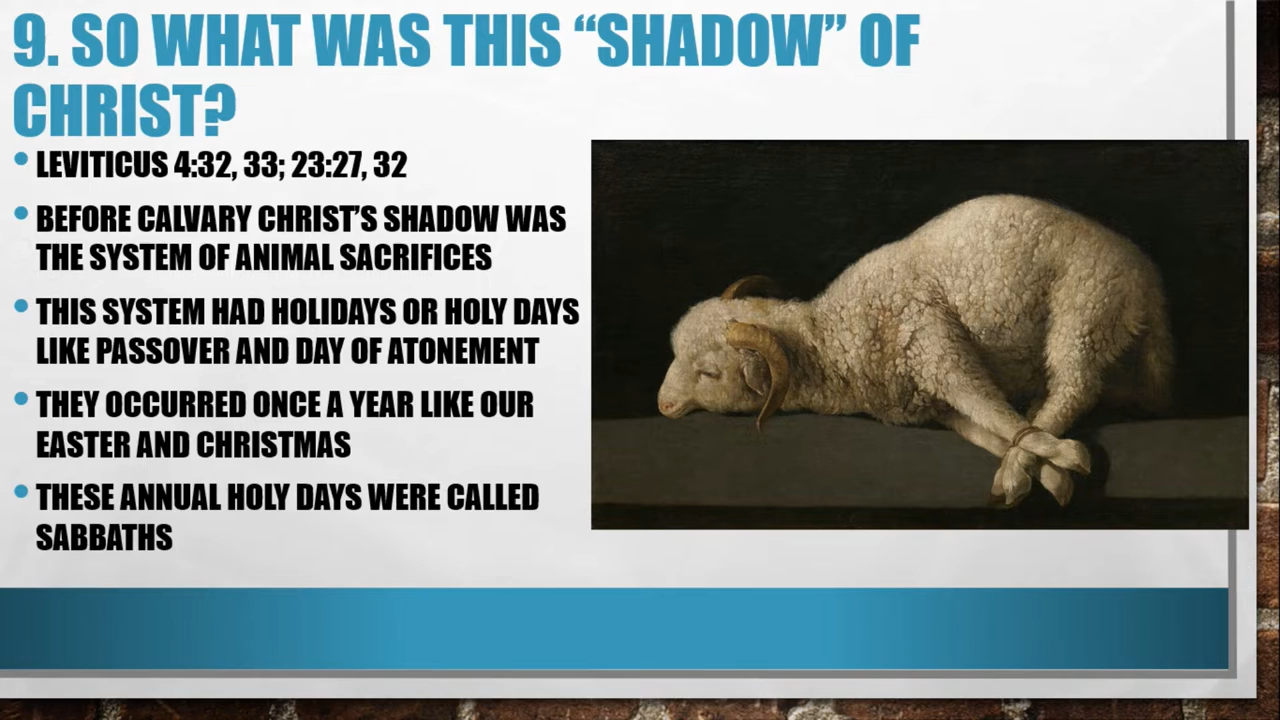 9. SO WHAT WAS THIS “SHADOW” OF
CHRIST?
• LEVITICUS 4:32, 33; 23:27, 32
• BEFORE CALVARY CHRIST’S SHADOW WAS
THE SYSTEM OF ANIMAL SACRIFICES
• THIS SYSTEM HAD HOLIDAYS OR HOLY DAYS
LIKE PASSOVER AND DAY OF ATONEMENT
• THEY OCCURRED ONCE A YEAR LIKE OUR
EASTER AND CHRISTMAS
• THESE ANNUAL HOLY DAYS WERE CALLED
SABBATHS